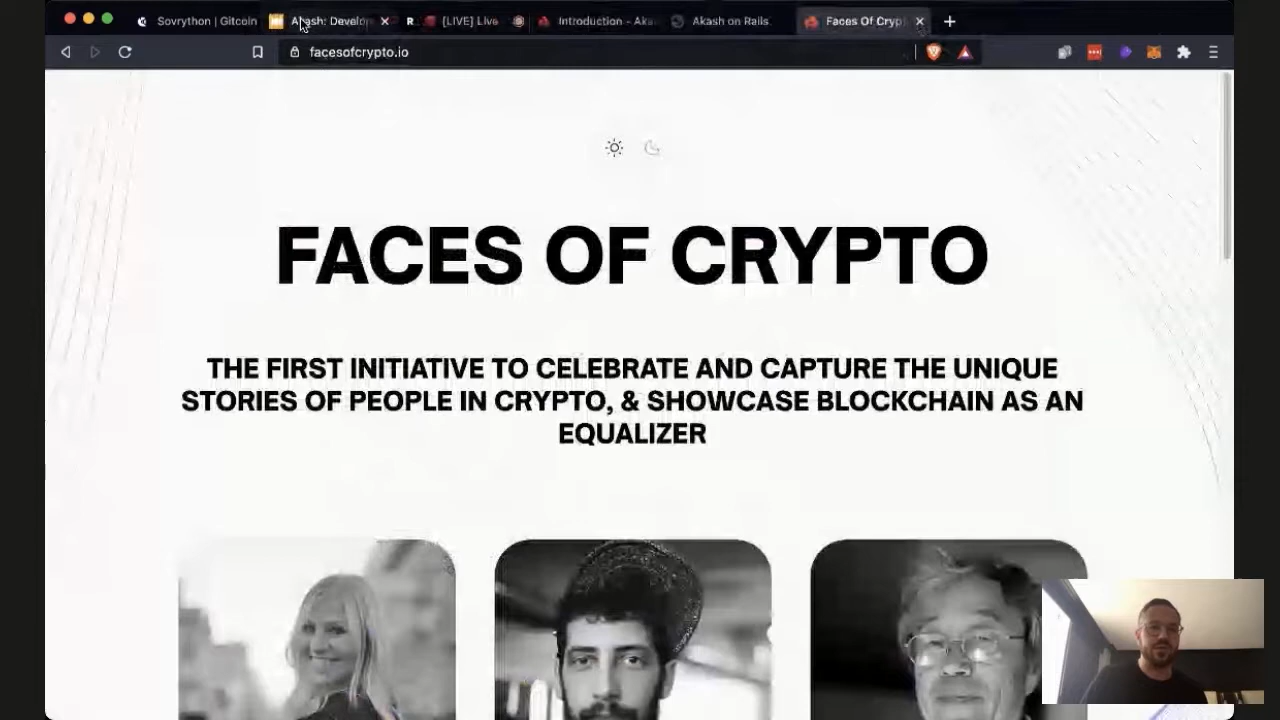 Sovrython | Gitcoin
Akash: Develop
R
[LIVE] Live
Introduction - Aka
Akash on Rails
Faces Of Cryp
facesofcrypto.io
FACES OF CRYPTO
THE FIRST INITIATIVE TO CELEBRATE AND CAPTURE THE UNIQUE
STORIES OF PEOPLE IN CRYPTO, & SHOWCASE BLOCKCHAIN AS AN
EQUALIZER